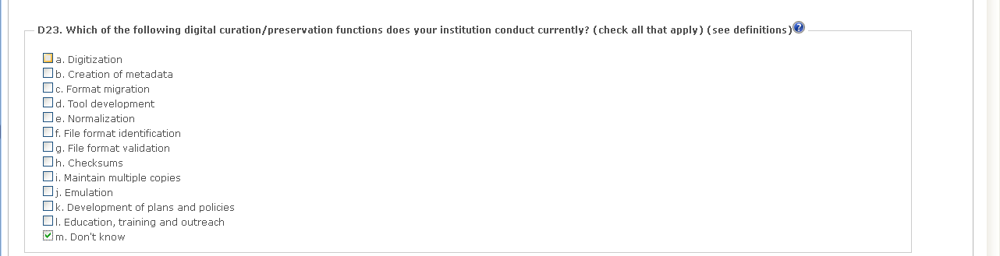 D23. Which of the following digital curation/preservation functions does your institution conduct currently? (check all that apply) (see definitions)?
a. Digitization
b. Creation of metadata
c. Format migration
d. Tool development
e. Normalization
f. File format identification
g. File format validation
h. Checksums
i. Maintain multiple copies
j. Emulation
k. Development of plans and policies
l. Education, training and outreach
m. Don't know